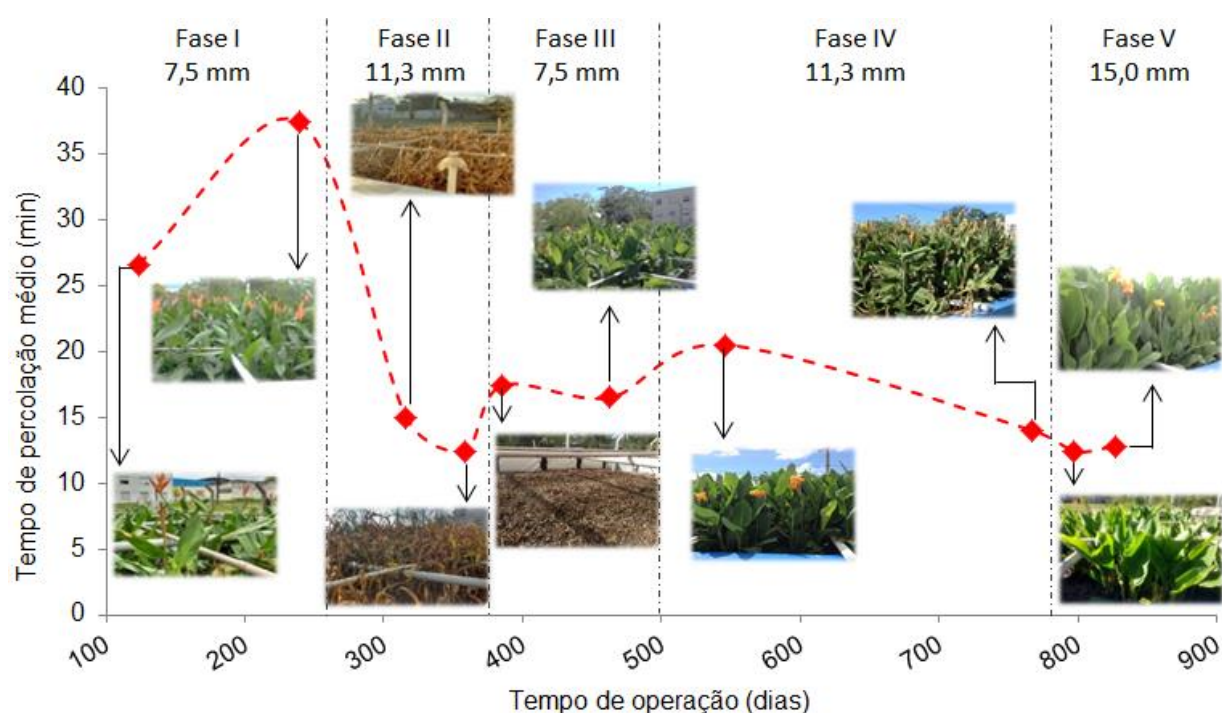 Fase I
7,5 mm
Fase II
11,3 mm
Fase III
7,5 mm
Fase IV
11,3 mm
Fase V
15,0 mm
Tempo de percolação médio (min)
40
35
30
25
20
15
10
5
0
100
200
300
400
500
600
700
800
900
Tempo de operação (dias)